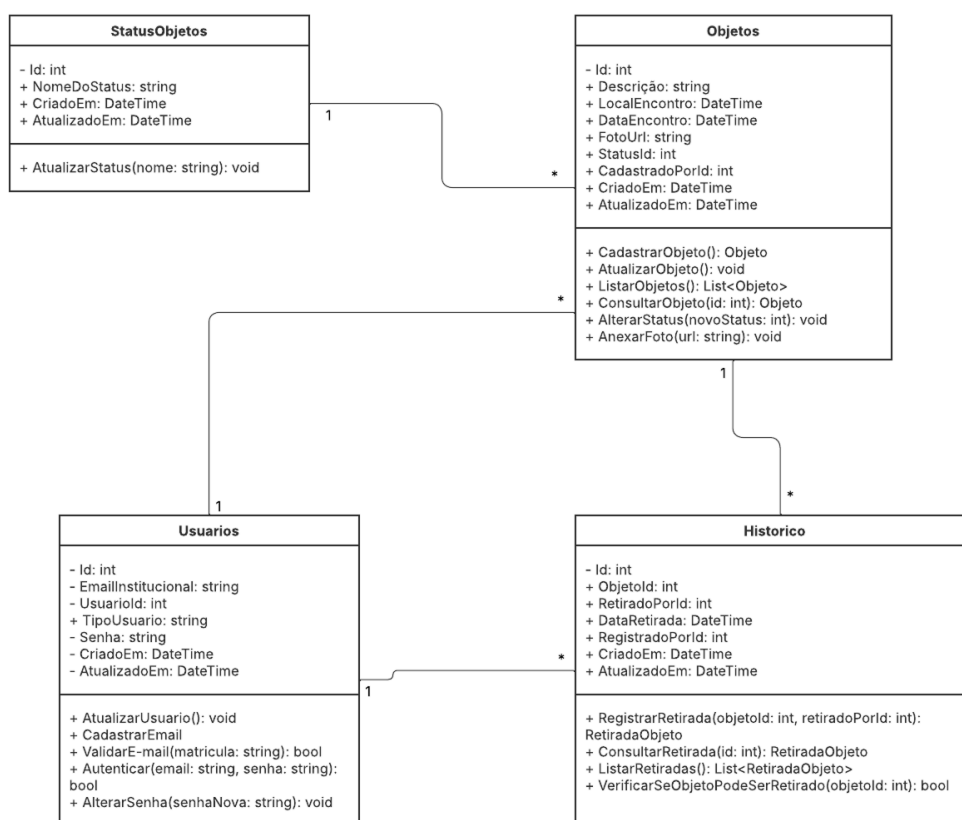 StatusObjetos
- Id: int
+ NomeDoStatus: string
+ CriadoEm: DateTime
+ AtualizadoEm: DateTime
+ AtualizarStatus(nome: string): void
1
*
Objetos
- Id: int
+ Descrição: string
+ LocalEncontro: DateTime
+ DataEncontro: DateTime
+ FotoUrl: string
+ StatusId: int
+ CadastradoPorId: int
+ CriadoEm: DateTime
+ AtualizadoEm: DateTime
+ CadastrarObjeto(): Objeto
+ AtualizarObjeto(): void
+ ListarObjetos(): List<Objeto>
+ ConsultarObjeto(id: int): Objeto
+ AlterarStatus(novoStatus: int): void
+ AnexarFoto(url: string): void
*
1
1
*
Usuarios
- Id: int
- EmailInstitucional: string
- UsuarioId: int
+ TipoUsuario: string
- Senha: string
- CriadoEm: DateTime
- AtualizadoEm: DateTime
+ AtualizarUsuario(): void
+ CadastrarEmail
+ ValidarE-mail(matricula: string): bool
+ Autenticar(email: string, senha: string):
bool
+ AlterarSenha(senhaNova: string): void
1
*
Historico
- Id: int
+ ObjetoId: int
+ RetiradoPorId: int
+ DataRetirada: DateTime
+ RegistradoPorId: int
+ CriadoEm: DateTime
+ AtualizadoEm: DateTime
+ RegistrarRetirada(objetoId: int, retiradoPorId: int):
RetiradaObjeto
+ ConsultarRetirada(id: int): RetiradaObjeto
+ ListarRetiradas(): List<RetiradaObjeto>
+ VerificarSeObjetoPodeSerRetirado(objetoId: int): bool